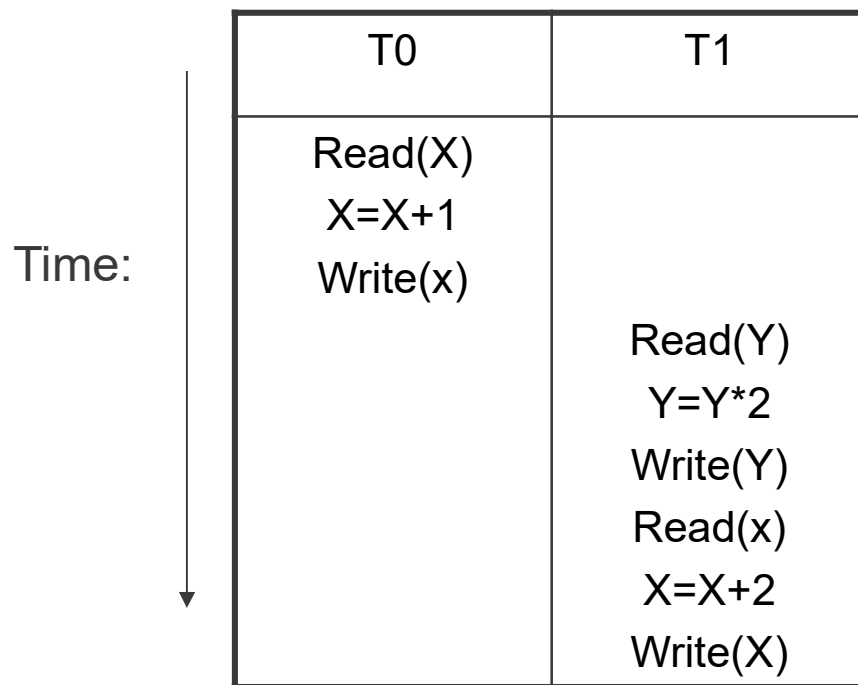 T0 T1
Read(X)
X=X+1
Time:
Write(x)
Read(Y)
Y=Y*2
Write(Y)
Read(x)
X=X+2
Write(X)